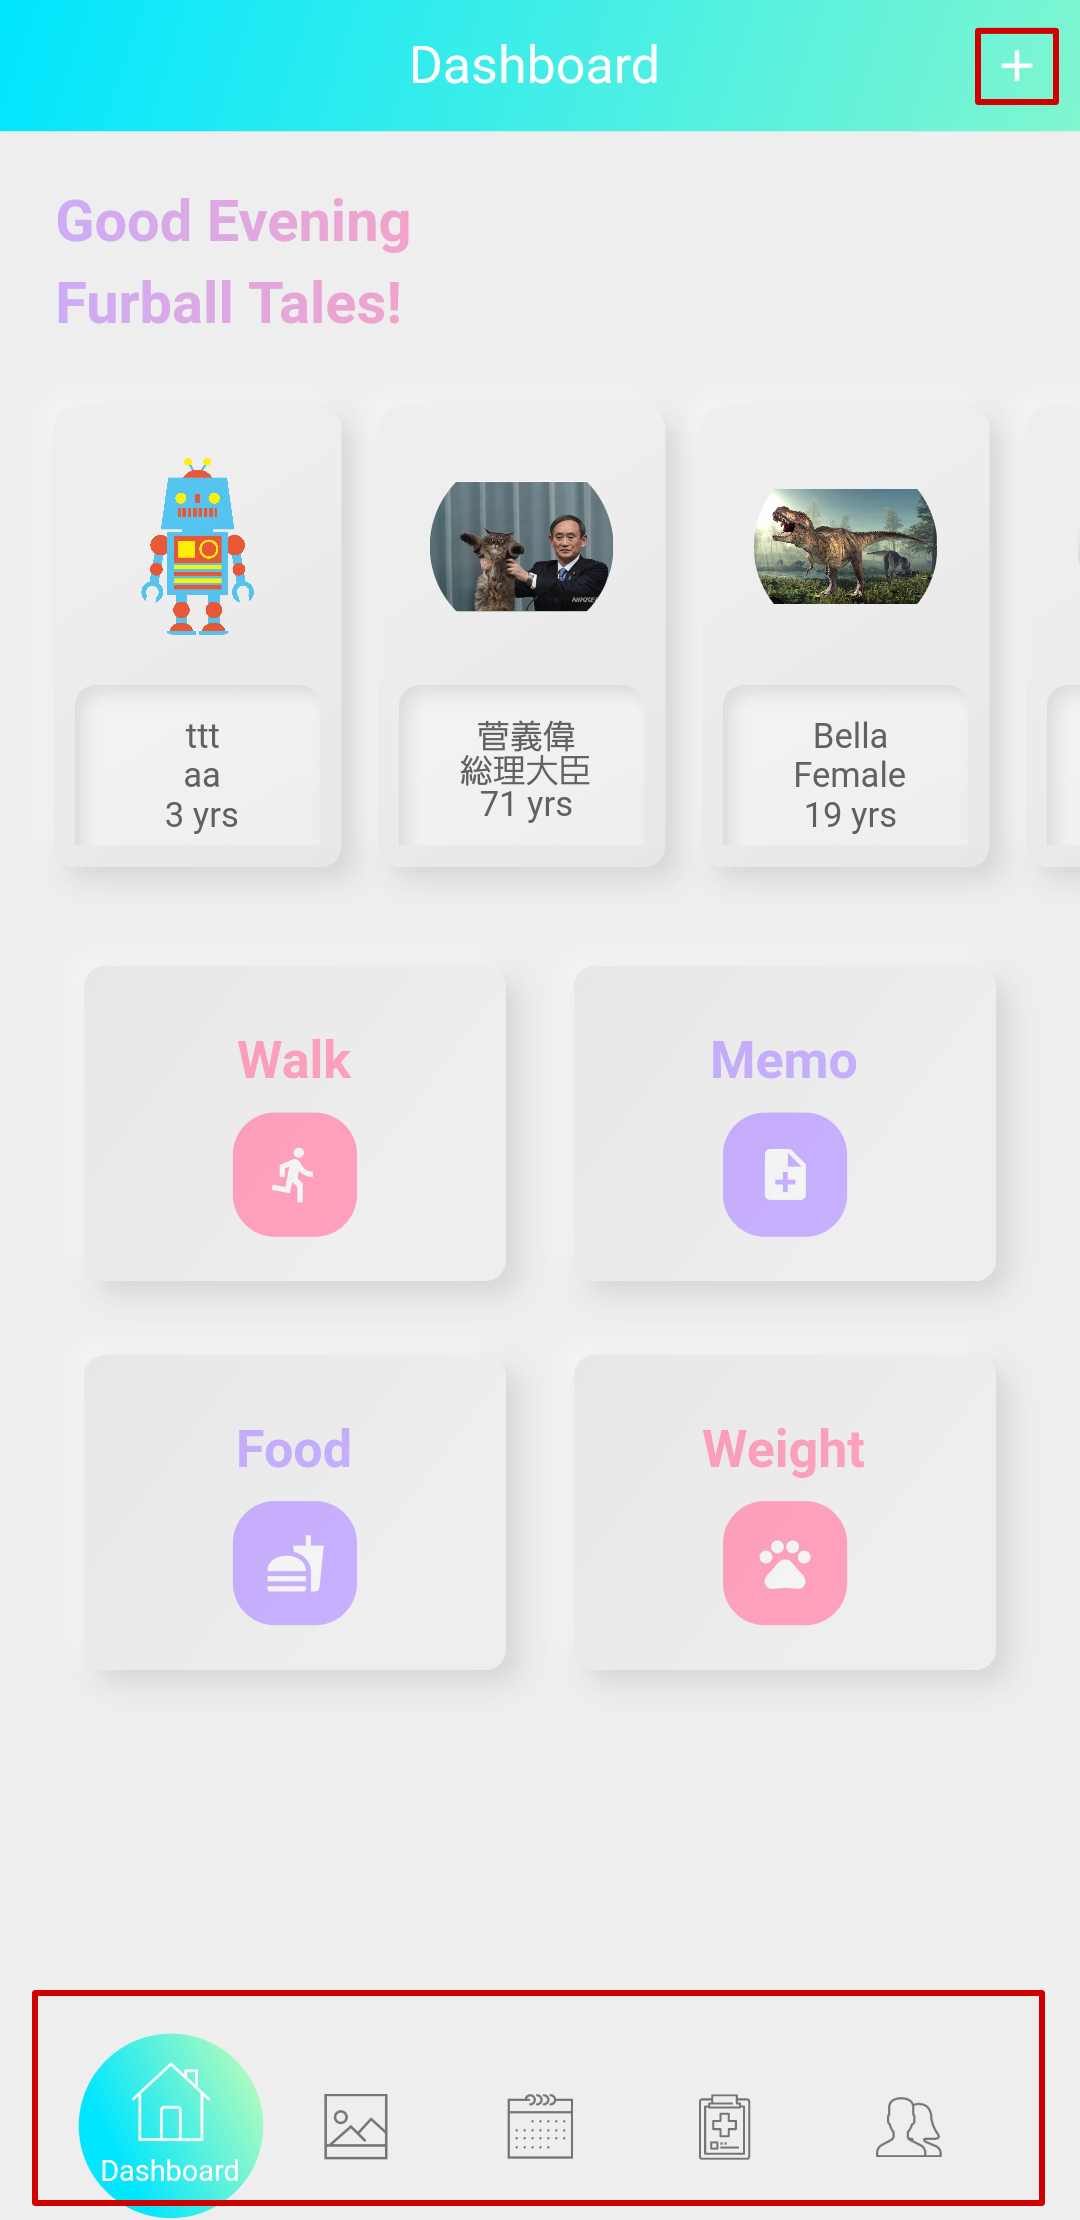 Dashboard
+
Good Evening
Furball Tales!
NIKKEI
ttt
aa
3 yrs
菅義偉
総理大臣
71 yrs
Bella
Female
19 yrs
Walk
Memo
Food
Weight
Dashboard